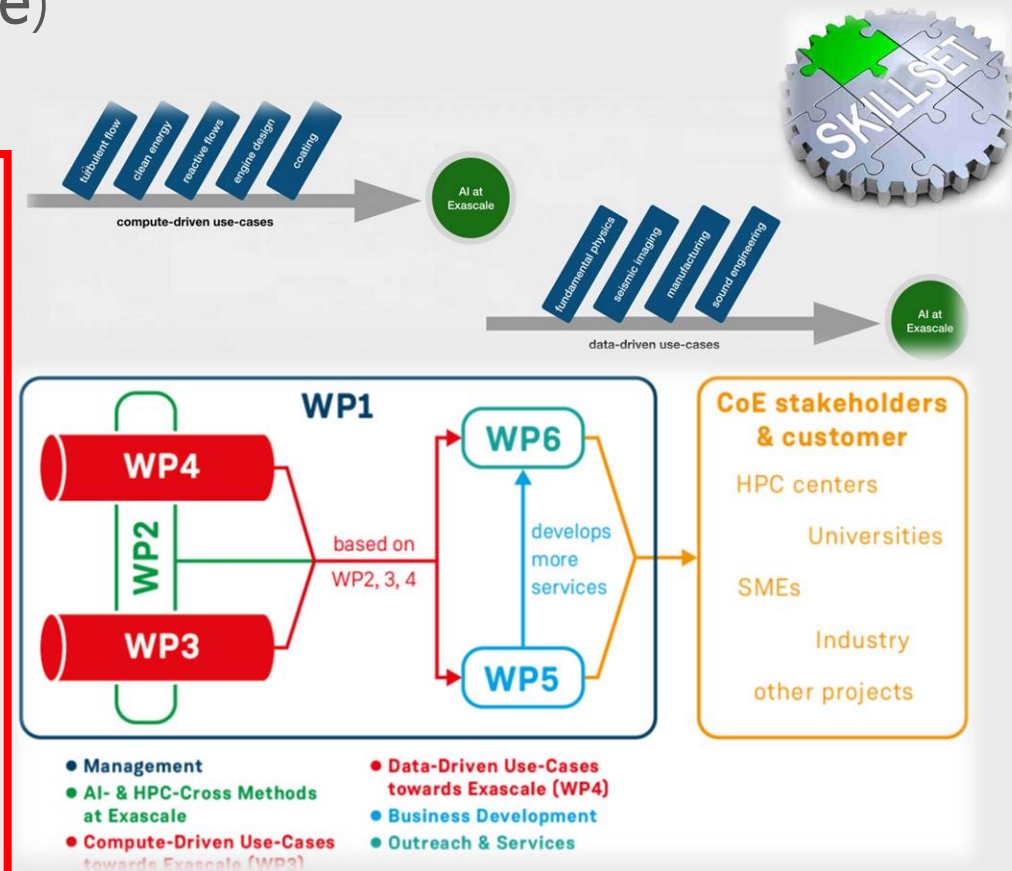 e)
SKILLSET
turbulent flow
clean energy
reactive flows
engine design
coating
AI at
Exascale
compute-driven use-cases
fundamental physics
seismic imaging
manufacturing
sound engineering
AI at
Exascale
data-driven use-cases
WP1
WP4
WP2
WP3
based on
WP2, 3, 4
WP6
develops
more
services
WP5
CoE stakeholders
& customer
HPC centers
Universities
SMEs
Industry
other projects
• Management
• AI- & HPC-Cross Methods
at Exascale
• Compute-Driven Use-Cases
towards Exascale (WP3)
• Data-Driven Use-Cases
towards Exascale (WP4)
• Business Development
• Outreach & Services